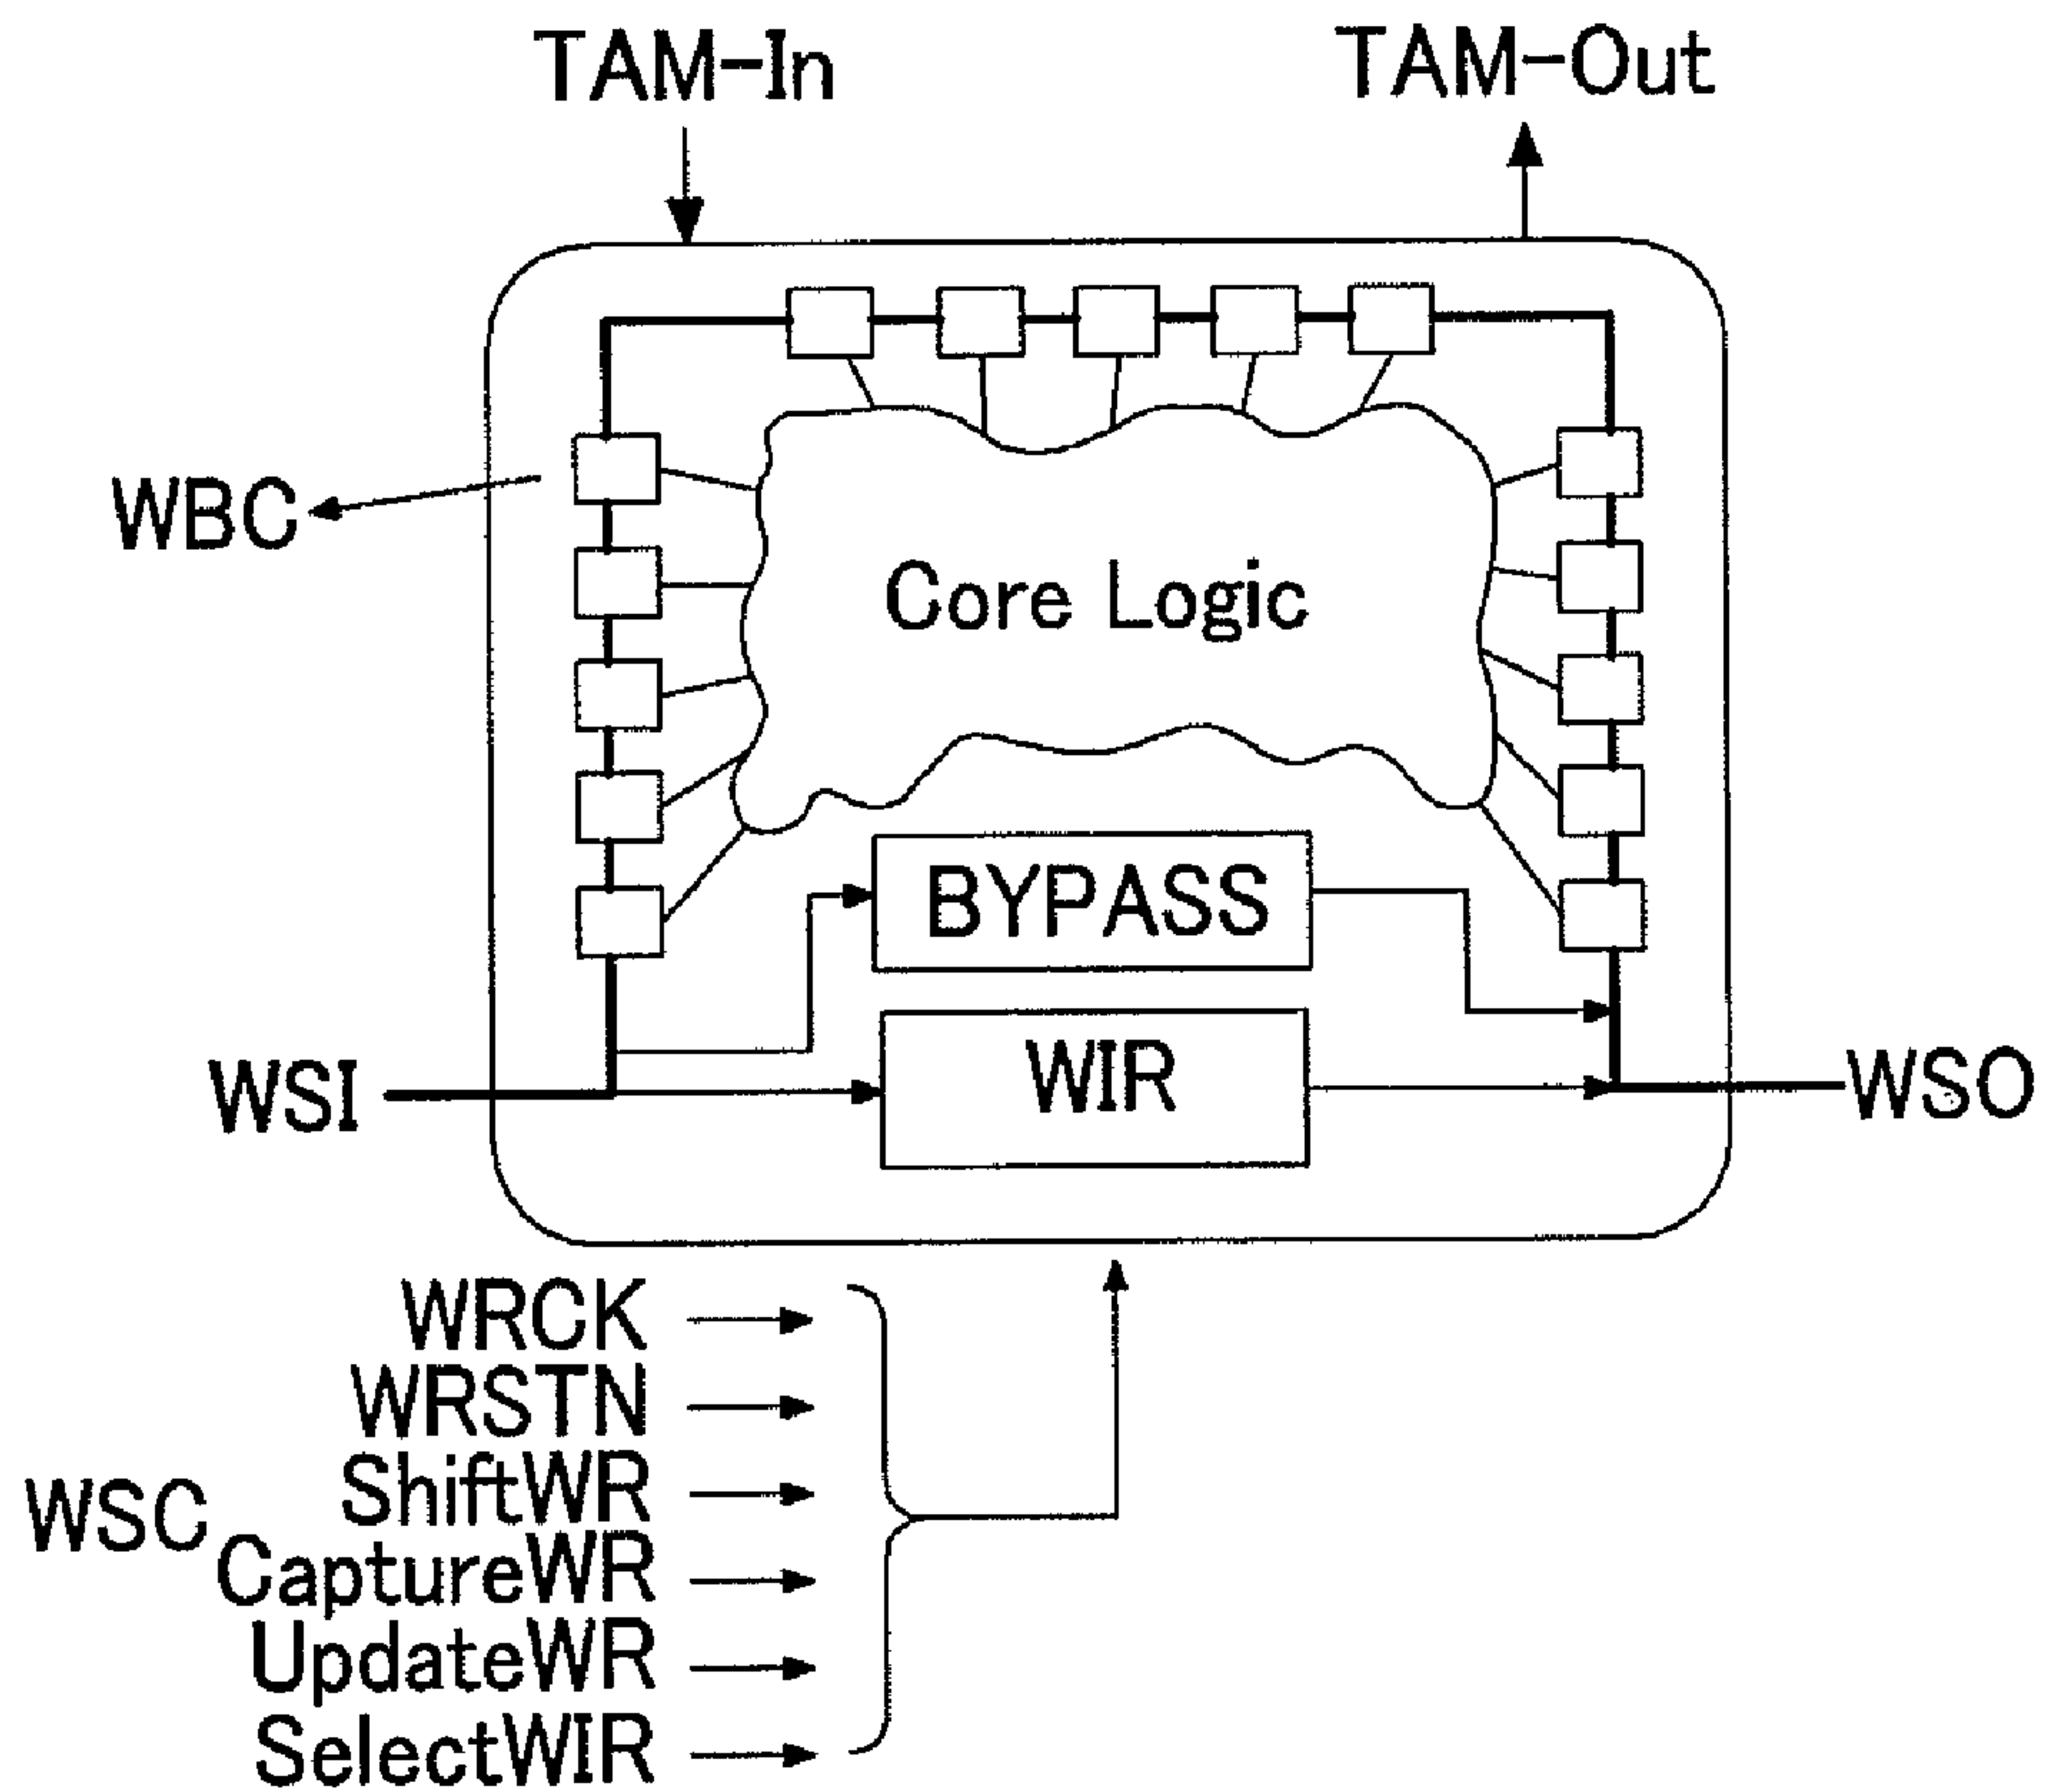 TAM-In
TAM-Out
WBC
Core Logic
BYPASS
WIR
WSI
WSO
WRCK
WRSTN
ShiftWR
WSC
CaptureWR
UpdateWR
SelectWIR